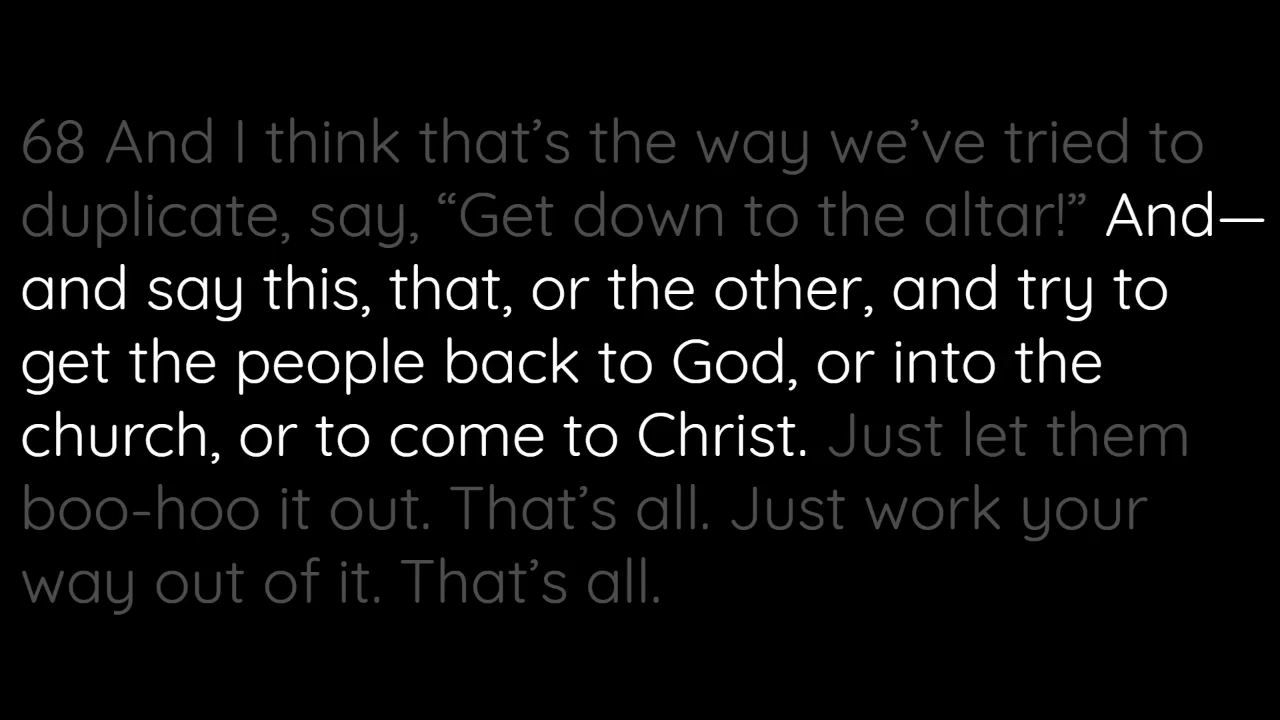 68 And I think that’s the way we’ve tried to
duplicate, say, “Get down to the altar!” And—
and say this, that, or the other, and try to
get the people back to God, or into the
church, or to come to Christ. Just let them
boo-hoo it out. That’s all. Just work your
way out of it. That’s all.